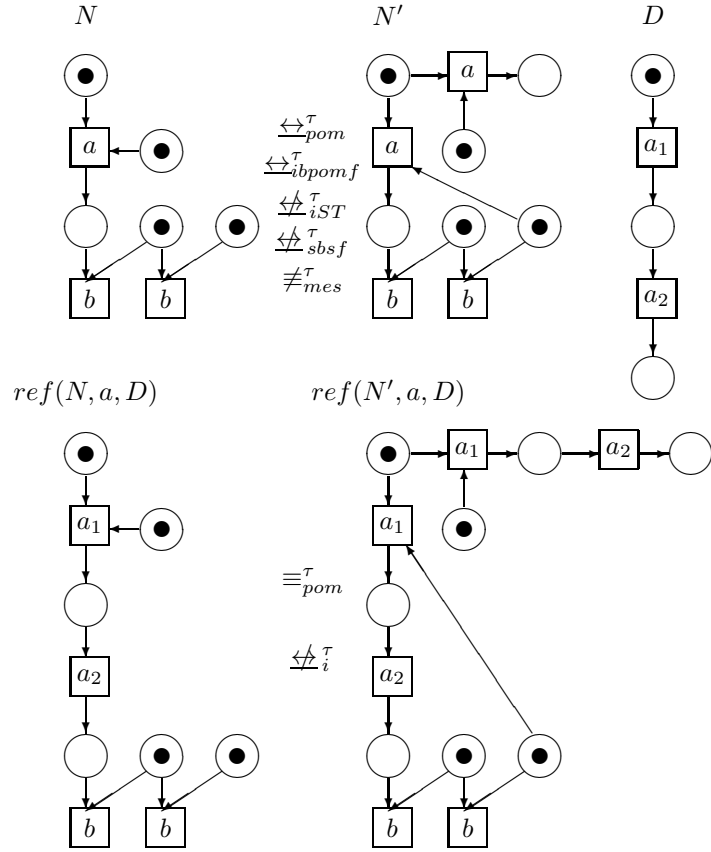 N N′ D
a
↔^τ_pom
a a a₁
↔^τ_ibpomf
↮^τ_iST
↮^τ_sbsf
≢^τ_mes
b b b b a₂
ref(N, a, D) ref(N′, a, D)
a₁ a₂
a₁ a₁
≡^τ_pom
a₂ ↮^τ_i a₂
b b b b